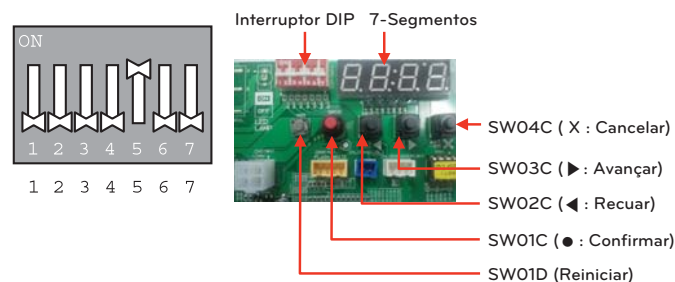 Interruptor DIP 7-Segmentos
ON
1 2 3 4 5 6 7
1 2 3 4 5 6 7
SW04C ( X : Cancelar)
SW03C (▶ : Avançar)
SW02C (◀ : Recuar)
SW01C ( ● : Confirmar)
SW01D (Reiniciar)